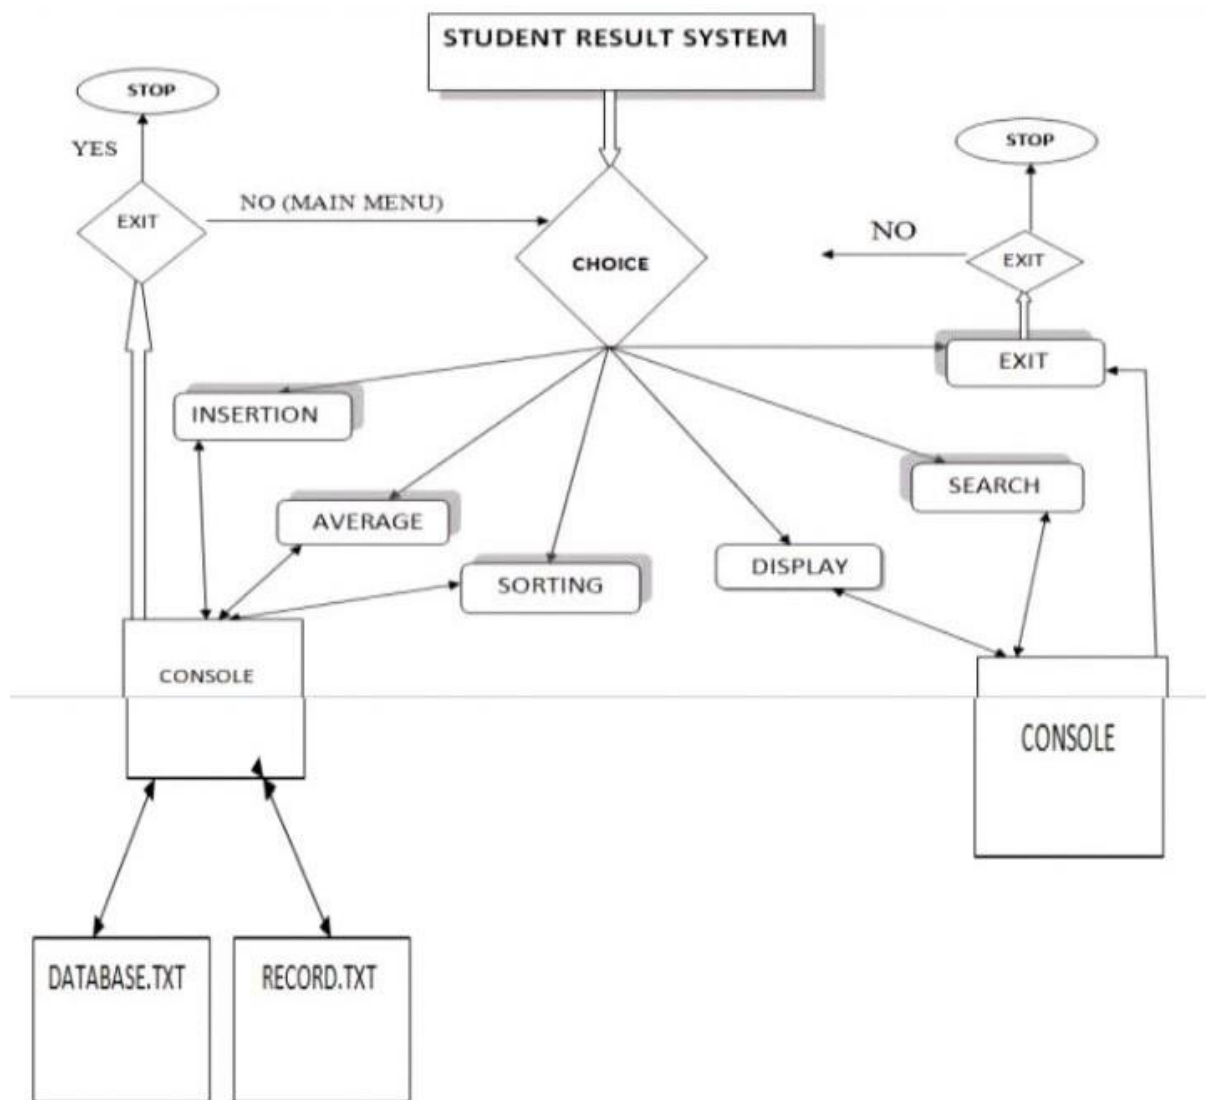 STUDENT RESULT SYSTEM
STOP
YES
STOP
EXIT
NO (MAIN MENU)
NO
CHOICE
EXIT
EXIT
INSERTION
SEARCH
AVERAGE
DISPLAY
SORTING
CONSOLE
CONSOLE
DATABASE.TXT
RECORD.TXT